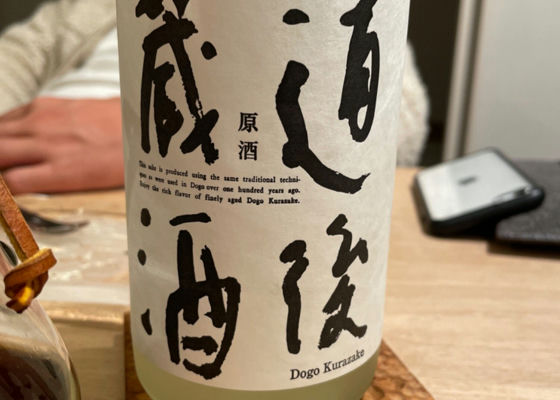 道後
蔵酒
原酒
This sake is produced using the same traditional techni-
ques as were used in Dogo over one hundred years ago.
Enjoy the rich flavor of finely aged Dogo Kurazake.
Dogo Kurazake